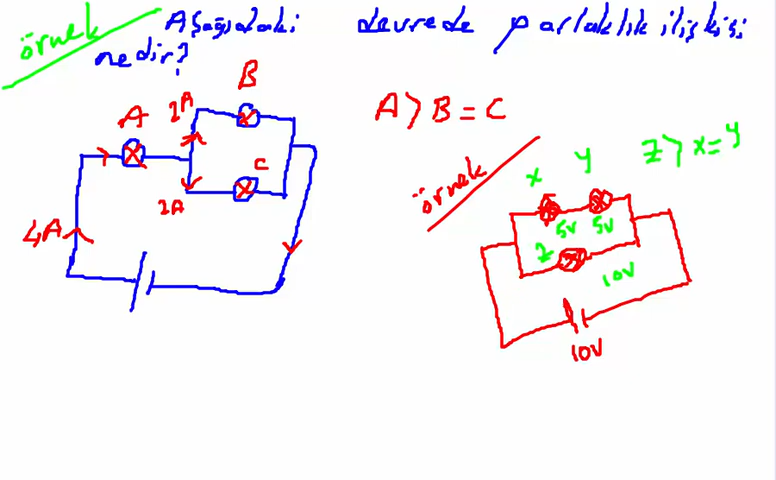 örnek Aşağıdaki devrede parlaklık ilişkisi
nedir?
A
2A
B
C
2A
4A
A > B = C
örnek
x
y
z > x = y
5V
5V
z
10V
10V